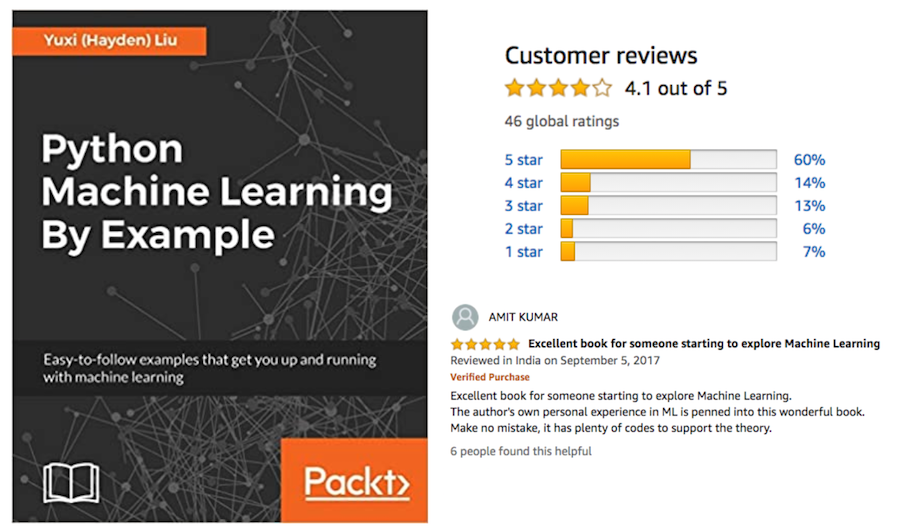 Yuxi (Hayden) Liu
Python
Machine Learning
By Example
Easy-to-follow examples that get you up and running
with machine learning
Packt>
Customer reviews
4.1 out of 5
46 global ratings
5 star 60%
4 star 14%
3 star 13%
2 star 6%
1 star 7%
AMIT KUMAR
Excellent book for someone starting to explore Machine Learning
Reviewed in India on September 5, 2017
Verified Purchase
Excellent book for someone starting to explore Machine Learning.
The author's own personal experience in ML is penned into this wonderful book.
Make no mistake, it has plenty of codes to support the theory.
6 people found this helpful